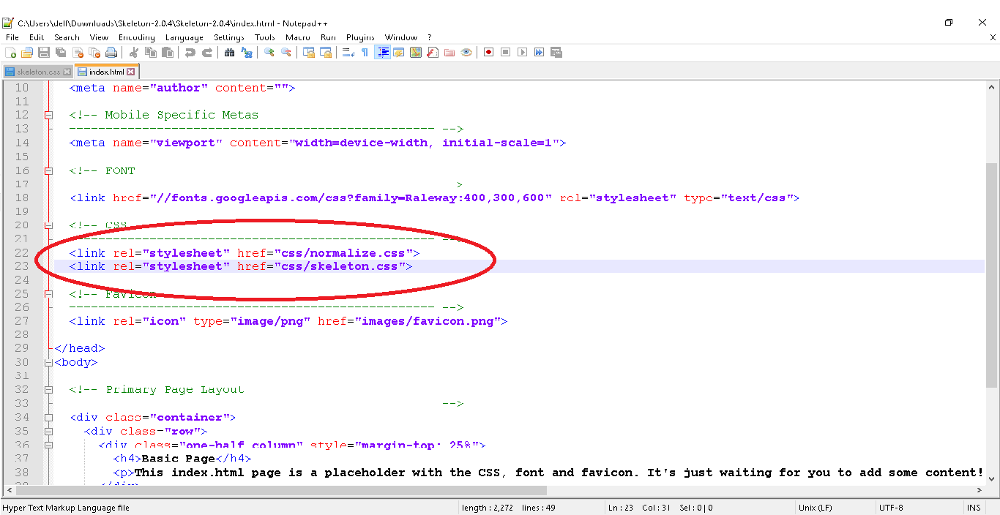 C:\Users\dell\Downloads\Skeleton-2.0.4\Skeleton-2.0.4\index.html - Notepad++
File Edit Search View Encoding Language Settings Tools Macro Run Plugins Window ? X
skeleton.css index.html
10 <meta name="author" content="">
11
12 <!-- Mobile Specific Metas
13 –––––––––––––––––––––––––––––––––––––––––––––––––– -->
14 <meta name="viewport" content="width=device-width, initial-scale=1">
15
16 <!-- FONT
17 >
18 <link href="//fonts.googleapis.com/css?family=Raleway:400,300,600" rel="stylesheet" type="text/css">
19
20 <!-- CSS
21 –––––––––––––––––––––––––––––––––––––––––––––––––– -->
22 <link rel="stylesheet" href="css/normalize.css">
23 <link rel="stylesheet" href="css/skeleton.css">
24
25 <!-- Favicon
26 –––––––––––––––––––––––––––––––––––––––––––––––––– -->
27 <link rel="icon" type="image/png" href="images/favicon.png">
28
29 </head>
30 <body>
31
32 <!-- Primary Page Layout
33 -->
34 <div class="container">
35 <div class="row">
36 <div class="one-half column" style="margin-top: 25%">
37 <h4>Basic Page</h4>
38 <p>This index.html page is a placeholder with the CSS, font and favicon. It's just waiting for you to add some content!
39 </div>
Hyper Text Markup Language file length : 2,272 lines : 49 Ln : 23 Col : 31 Sel : 0 | 0 Unix (LF) UTF-8 INS